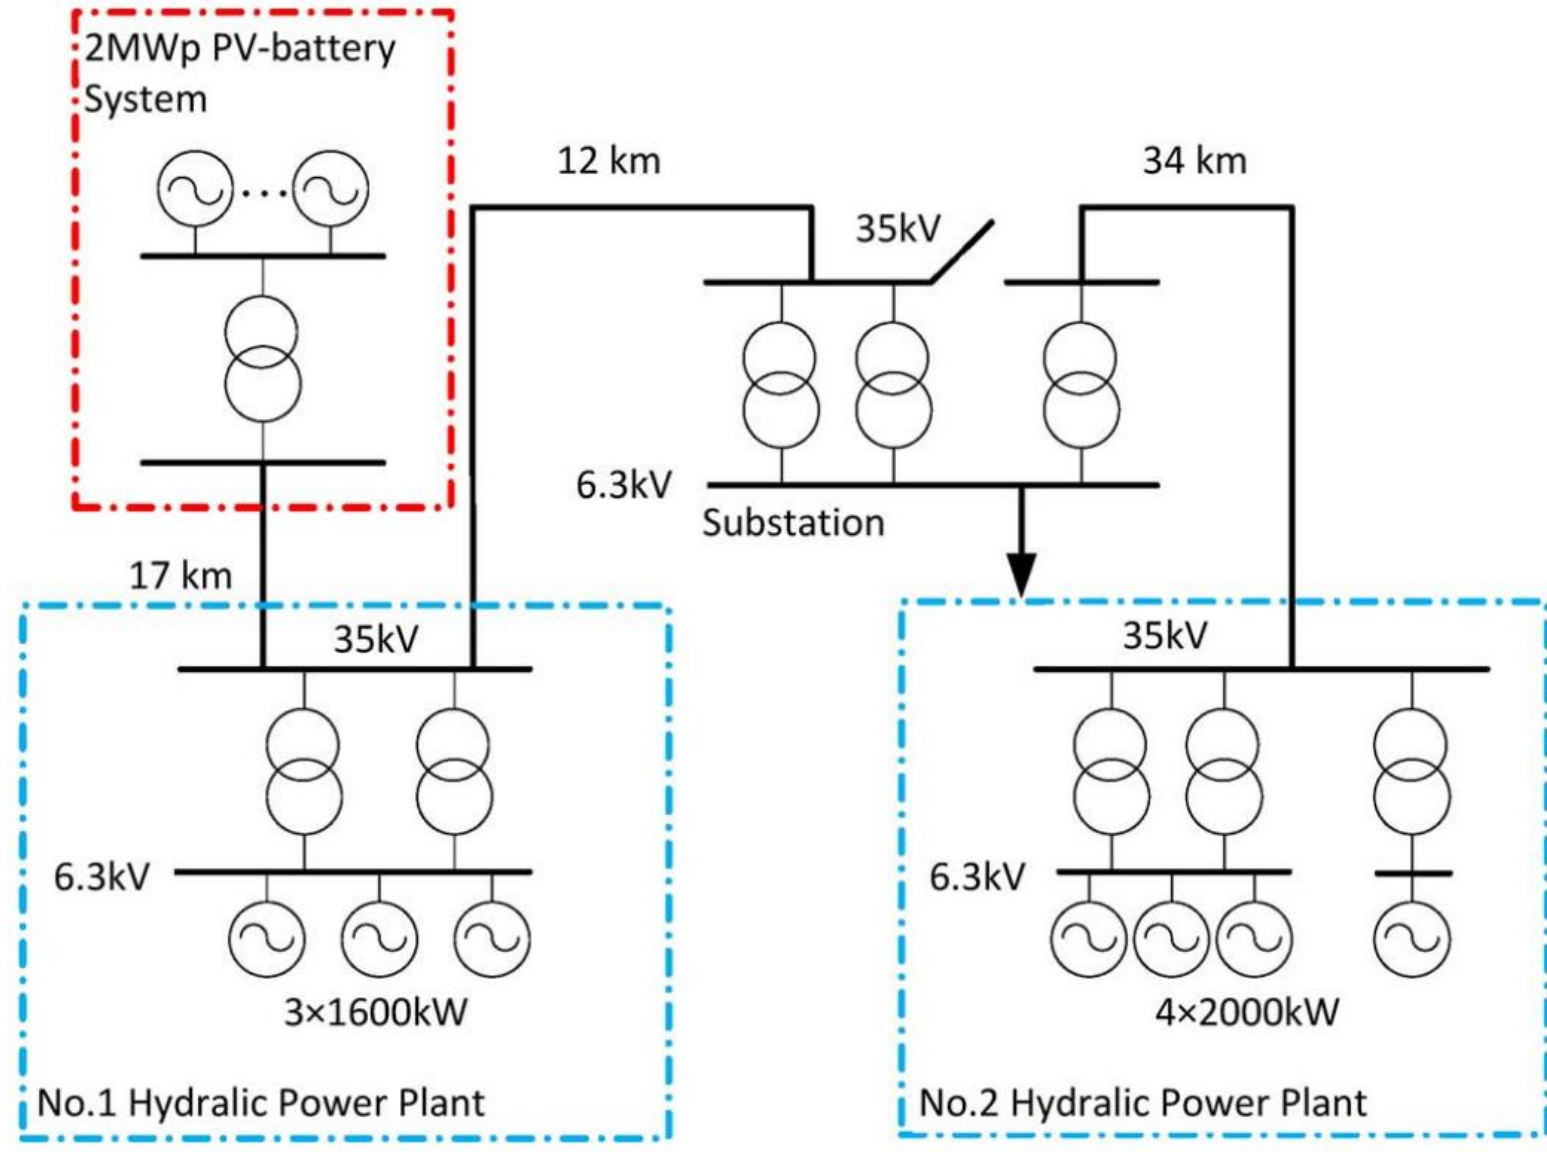 2MWp PV-battery
System
12 km
34 km
35kV
6.3kV
Substation
17 km
35kV
6.3kV
3×1600kW
No.1 Hydralic Power Plant
35kV
6.3kV
4×2000kW
No.2 Hydralic Power Plant